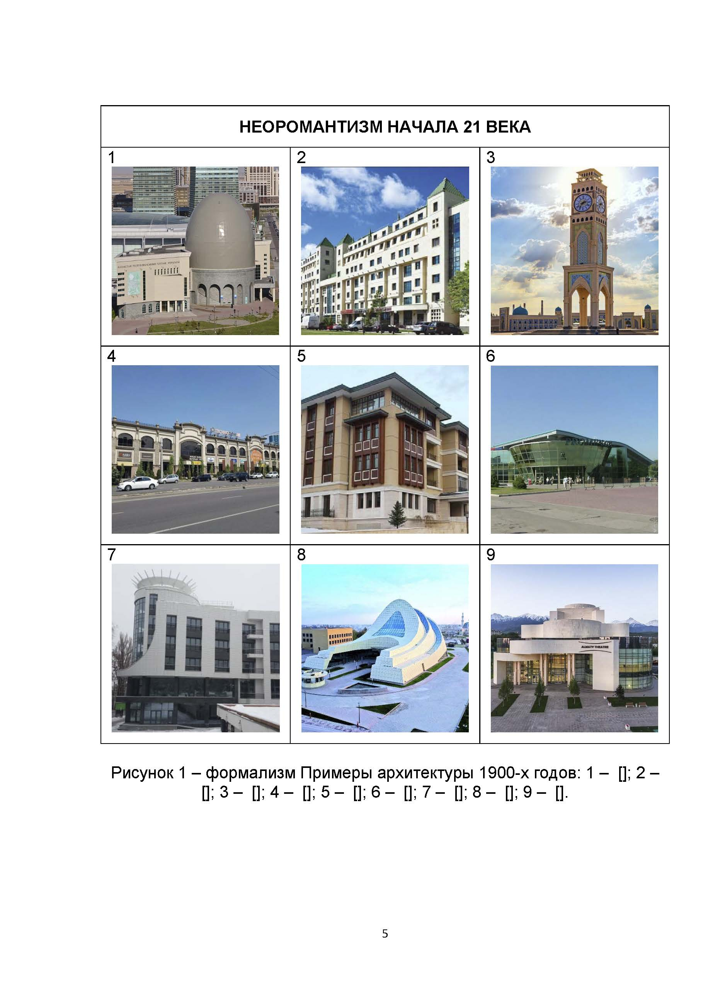 НЕОРОМАНТИЗМ НАЧАЛА 21 ВЕКА
1
2
3
4
5
6
PROMENADE
7
8
9
ALMATY THEATRE
Рисунок 1 – формализм Примеры архитектуры 1900-х годов: 1 –  []; 2 –
[]; 3 –  []; 4 –  []; 5 –  []; 6 –  []; 7 –  []; 8 –  []; 9 –  [].
5